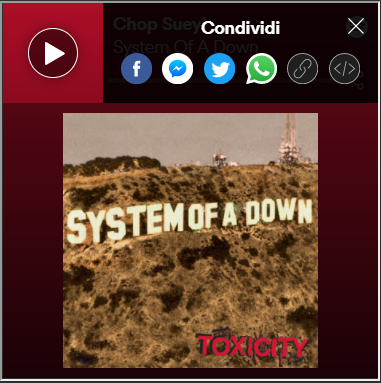 Chop Suey!
System Of A Down
Condividi
SYSTEM OF A DOWN
TOXICITY